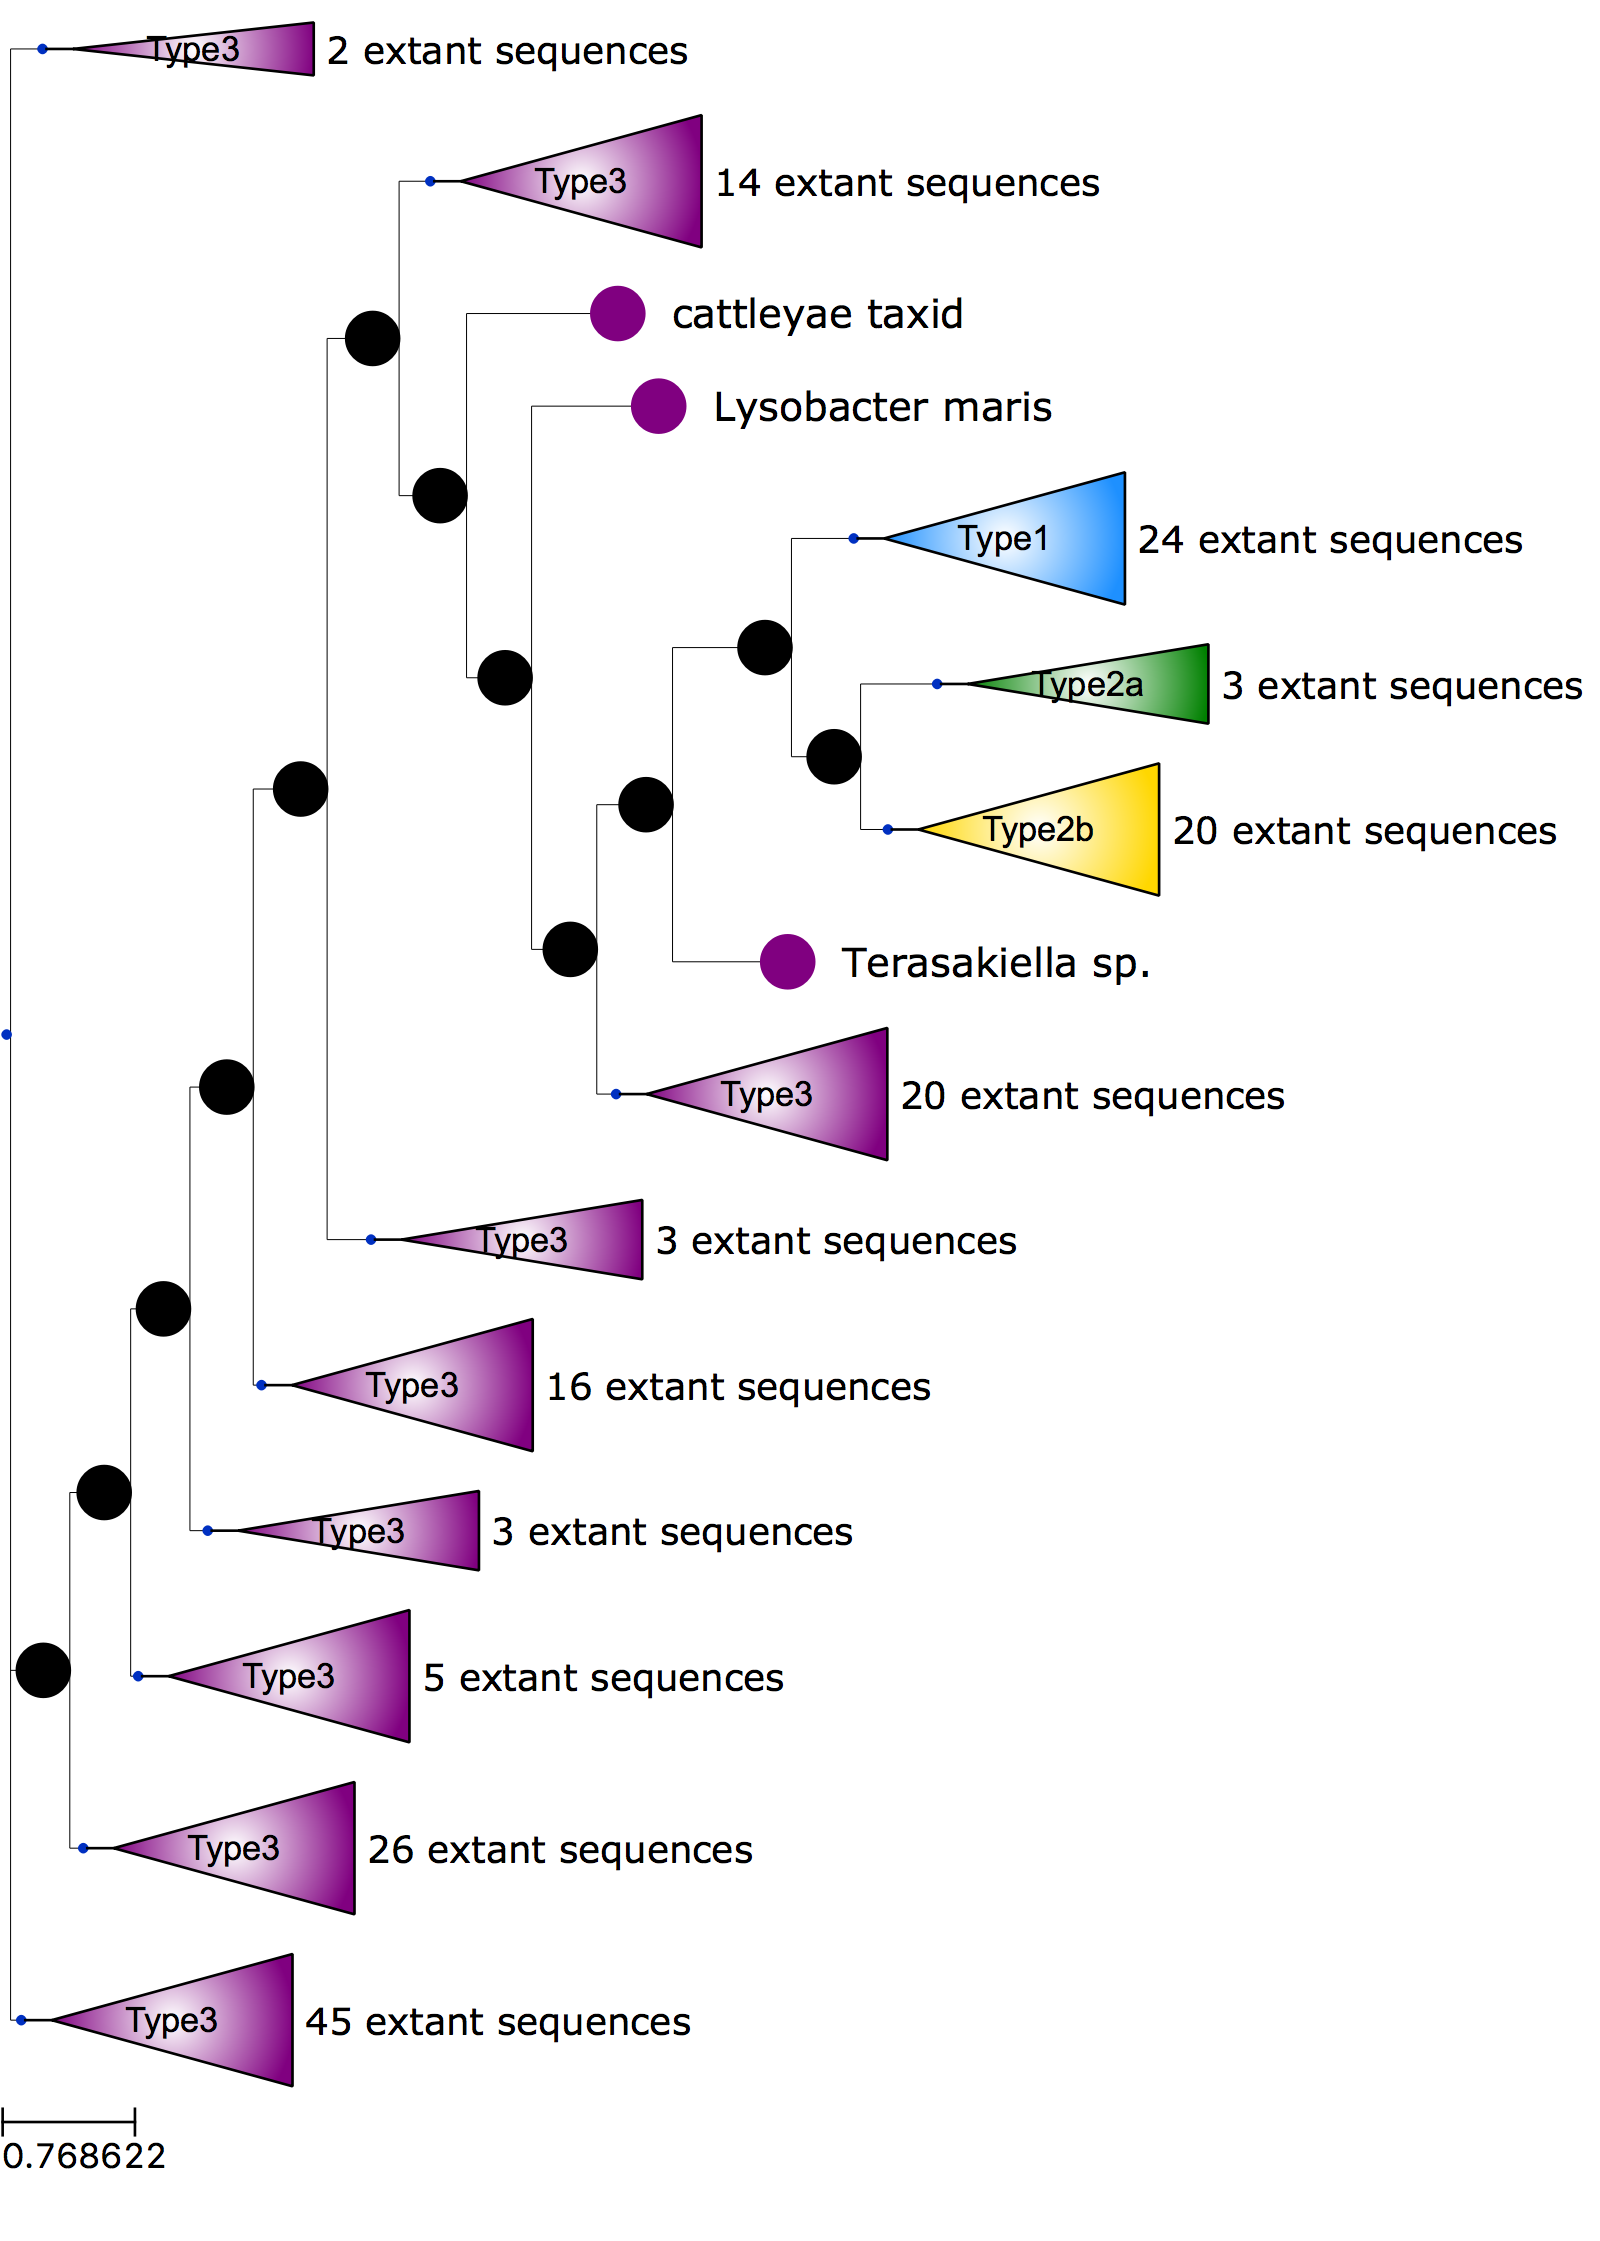 Type3 2 extant sequences
Type3 14 extant sequences
cattleyae taxid
Lysobacter maris
Type1 24 extant sequences
Type2a 3 extant sequences
Type2b 20 extant sequences
Terasakiella sp.
Type3 20 extant sequences
Type3 3 extant sequences
Type3 16 extant sequences
Type3 3 extant sequences
Type3 5 extant sequences
Type3 26 extant sequences
Type3 45 extant sequences
0.768622